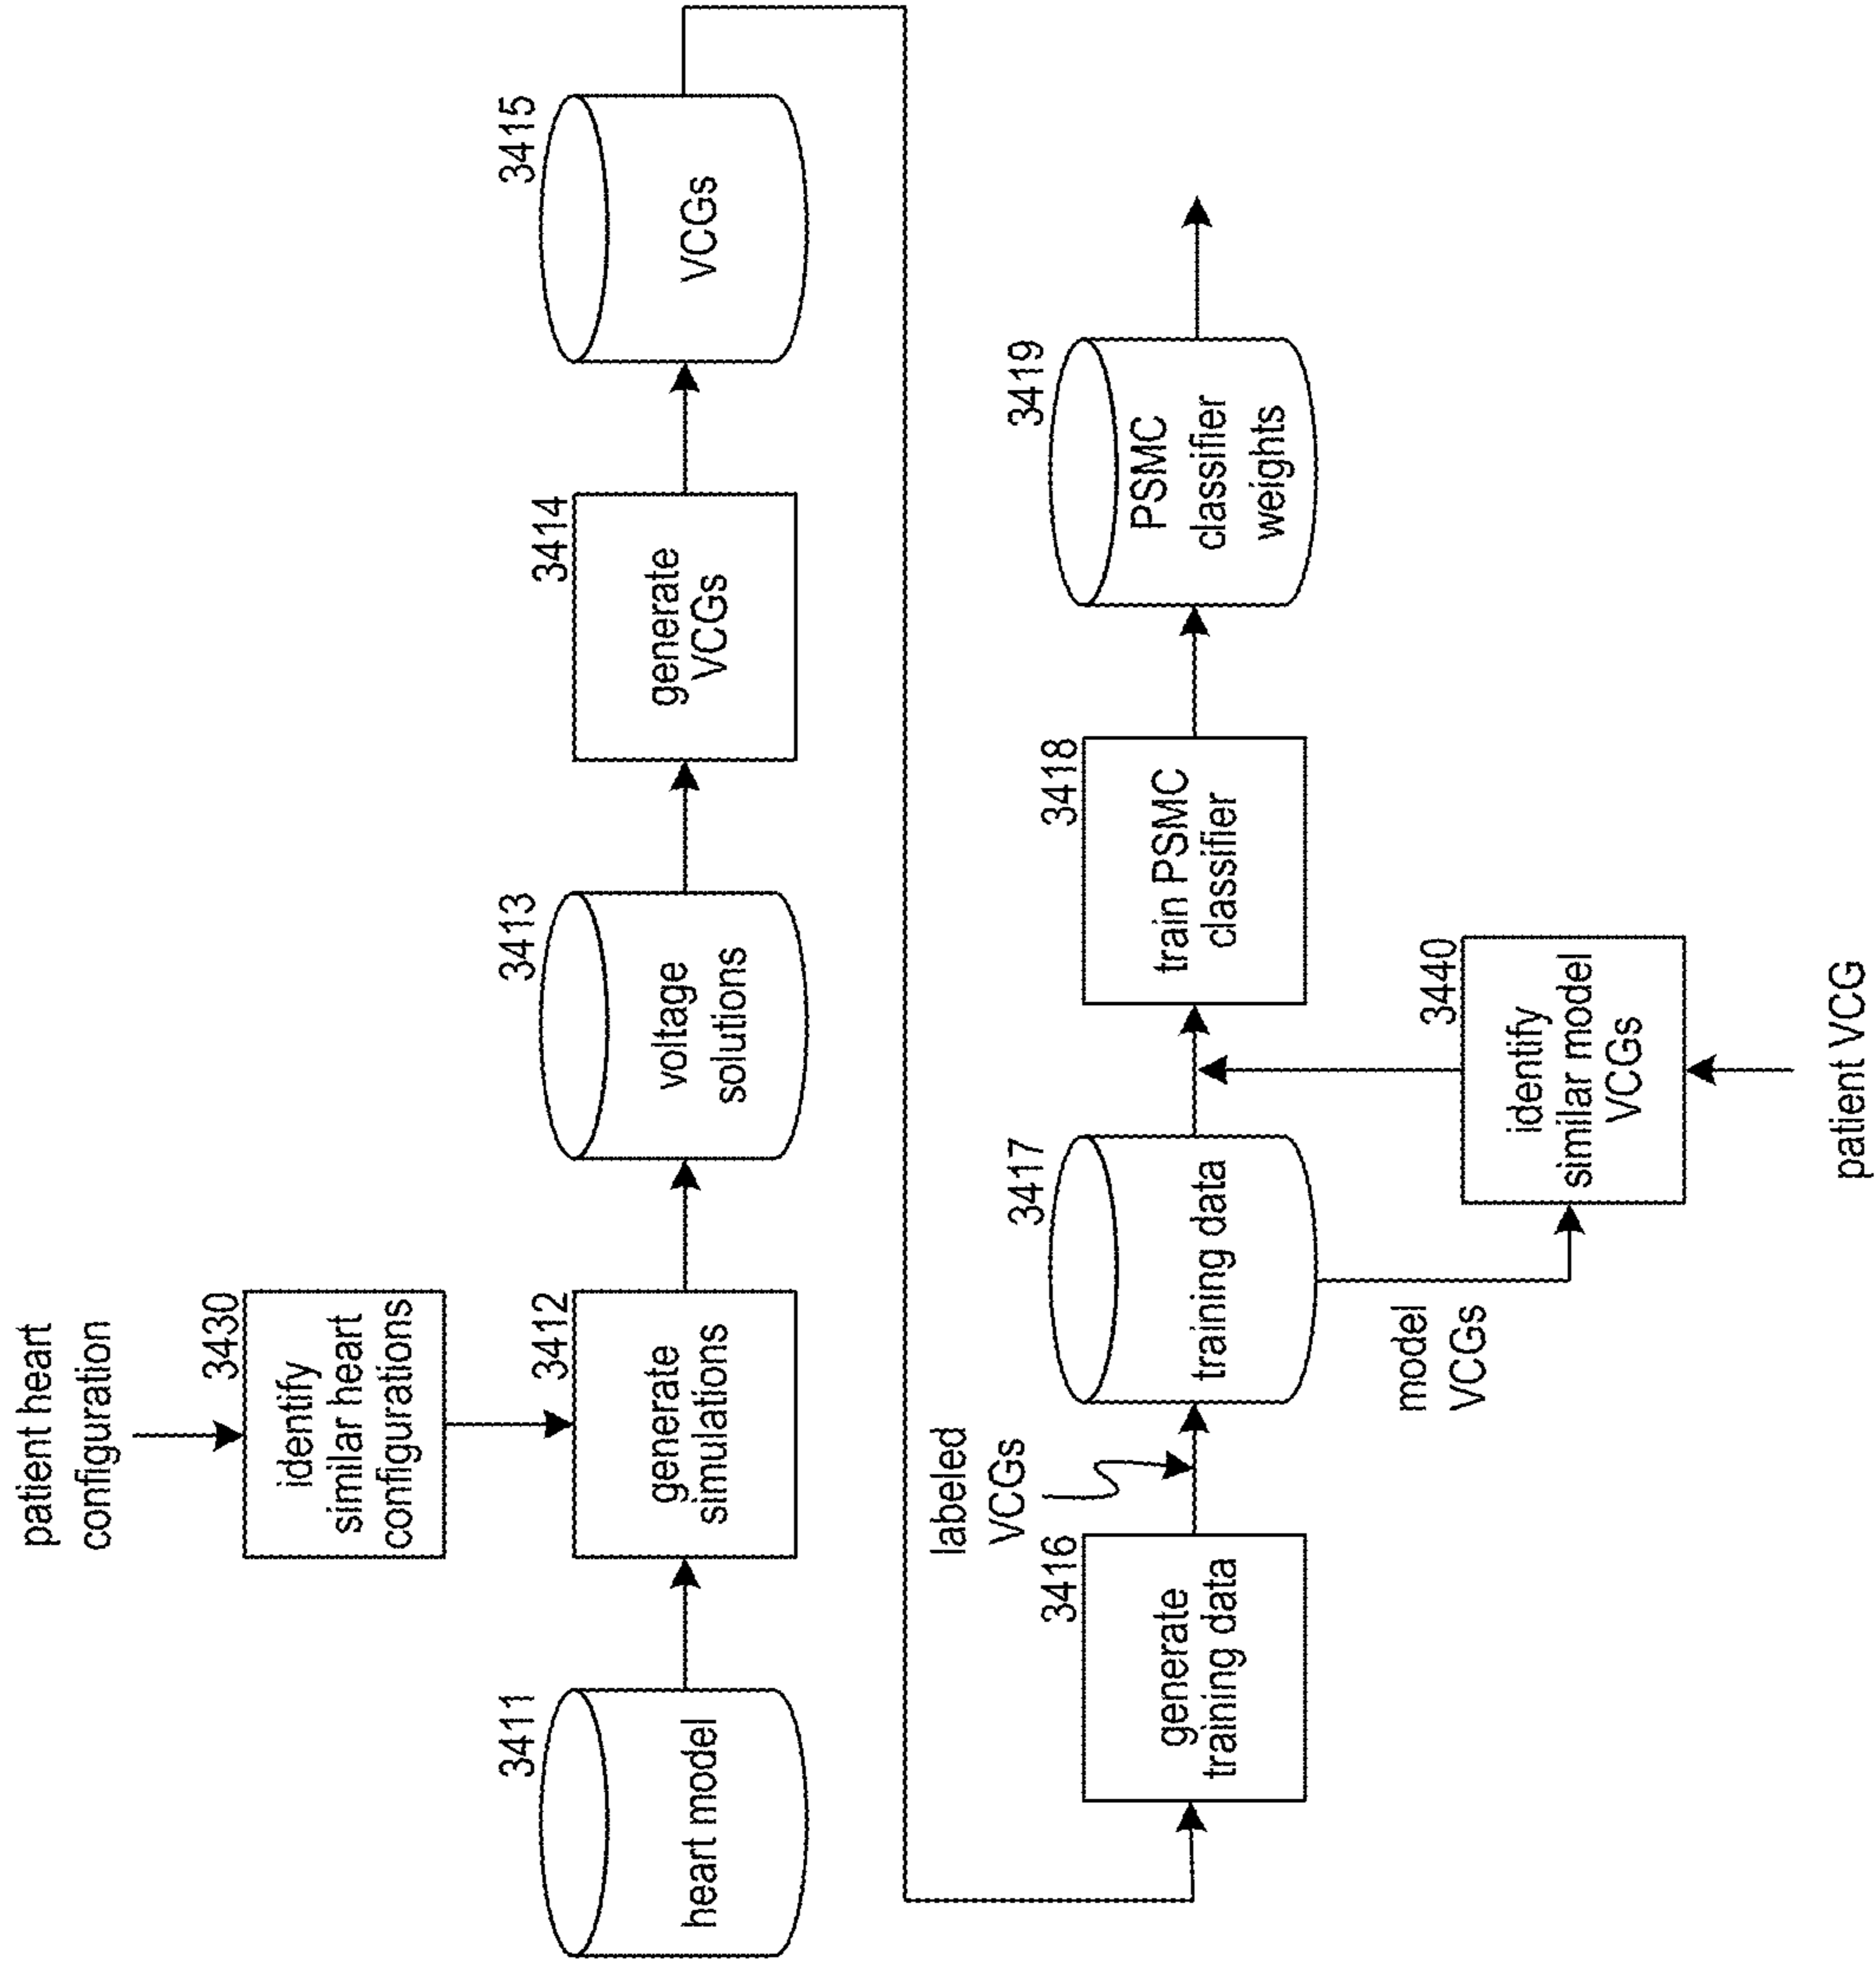 patient heart
configuration
3430
identify
similar heart
configurations
3411
heart model
3412
generate
simulations
3413
voltage
solutions
3414
generate
VCGs
3415
VCGs
3416
generate
training data
labeled
VCGs
3417
training data
model
VCGs
3418
train PSMC
classifier
3419
PSMC
classifier
weights
3440
identify
similar model
VCGs
patient VCG